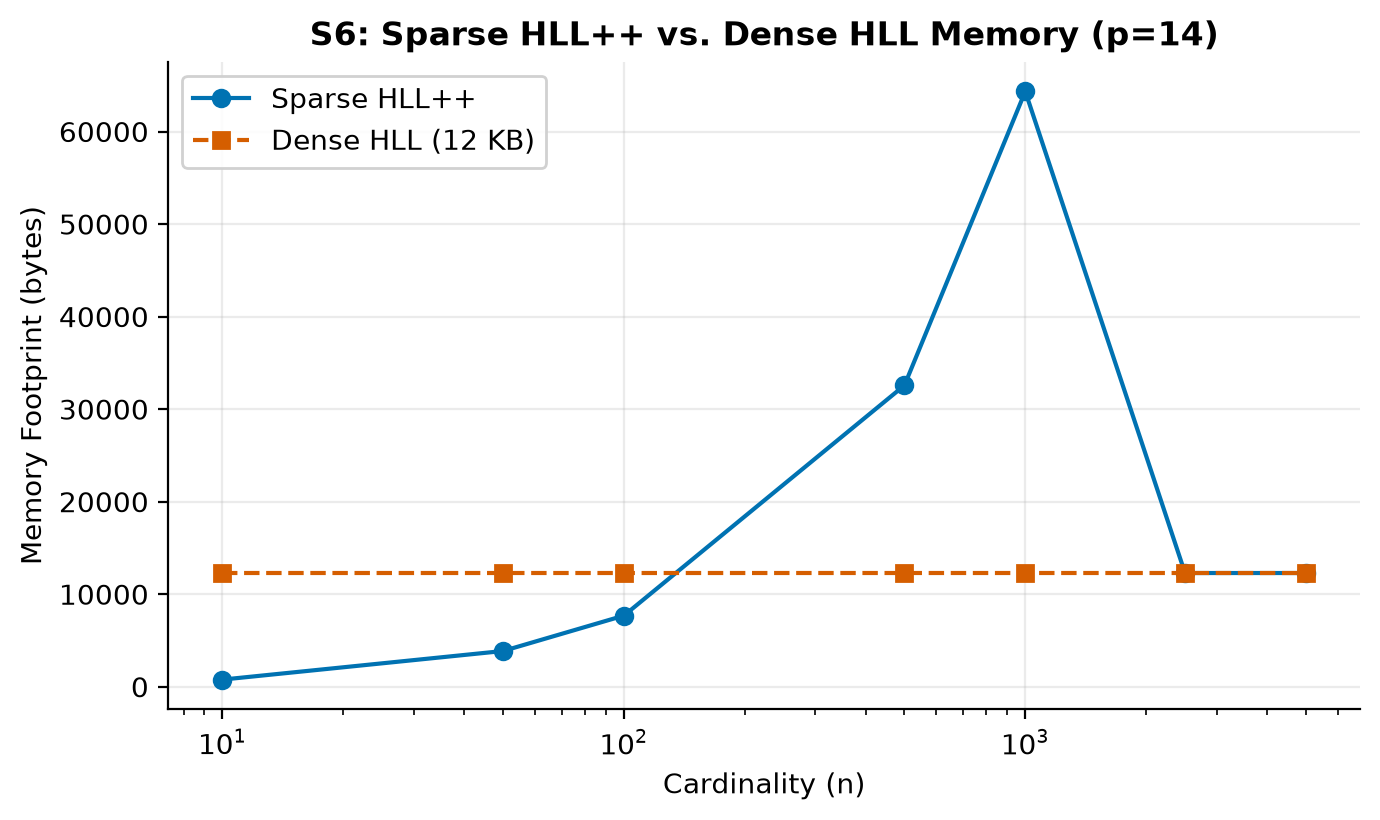 S6: Sparse HLL++ vs. Dense HLL Memory (p=14)
Sparse HLL++
Dense HLL (12 KB)
Memory Footprint (bytes)
60000
50000
40000
30000
20000
10000
0
10¹ 10² 10³
Cardinality (n)